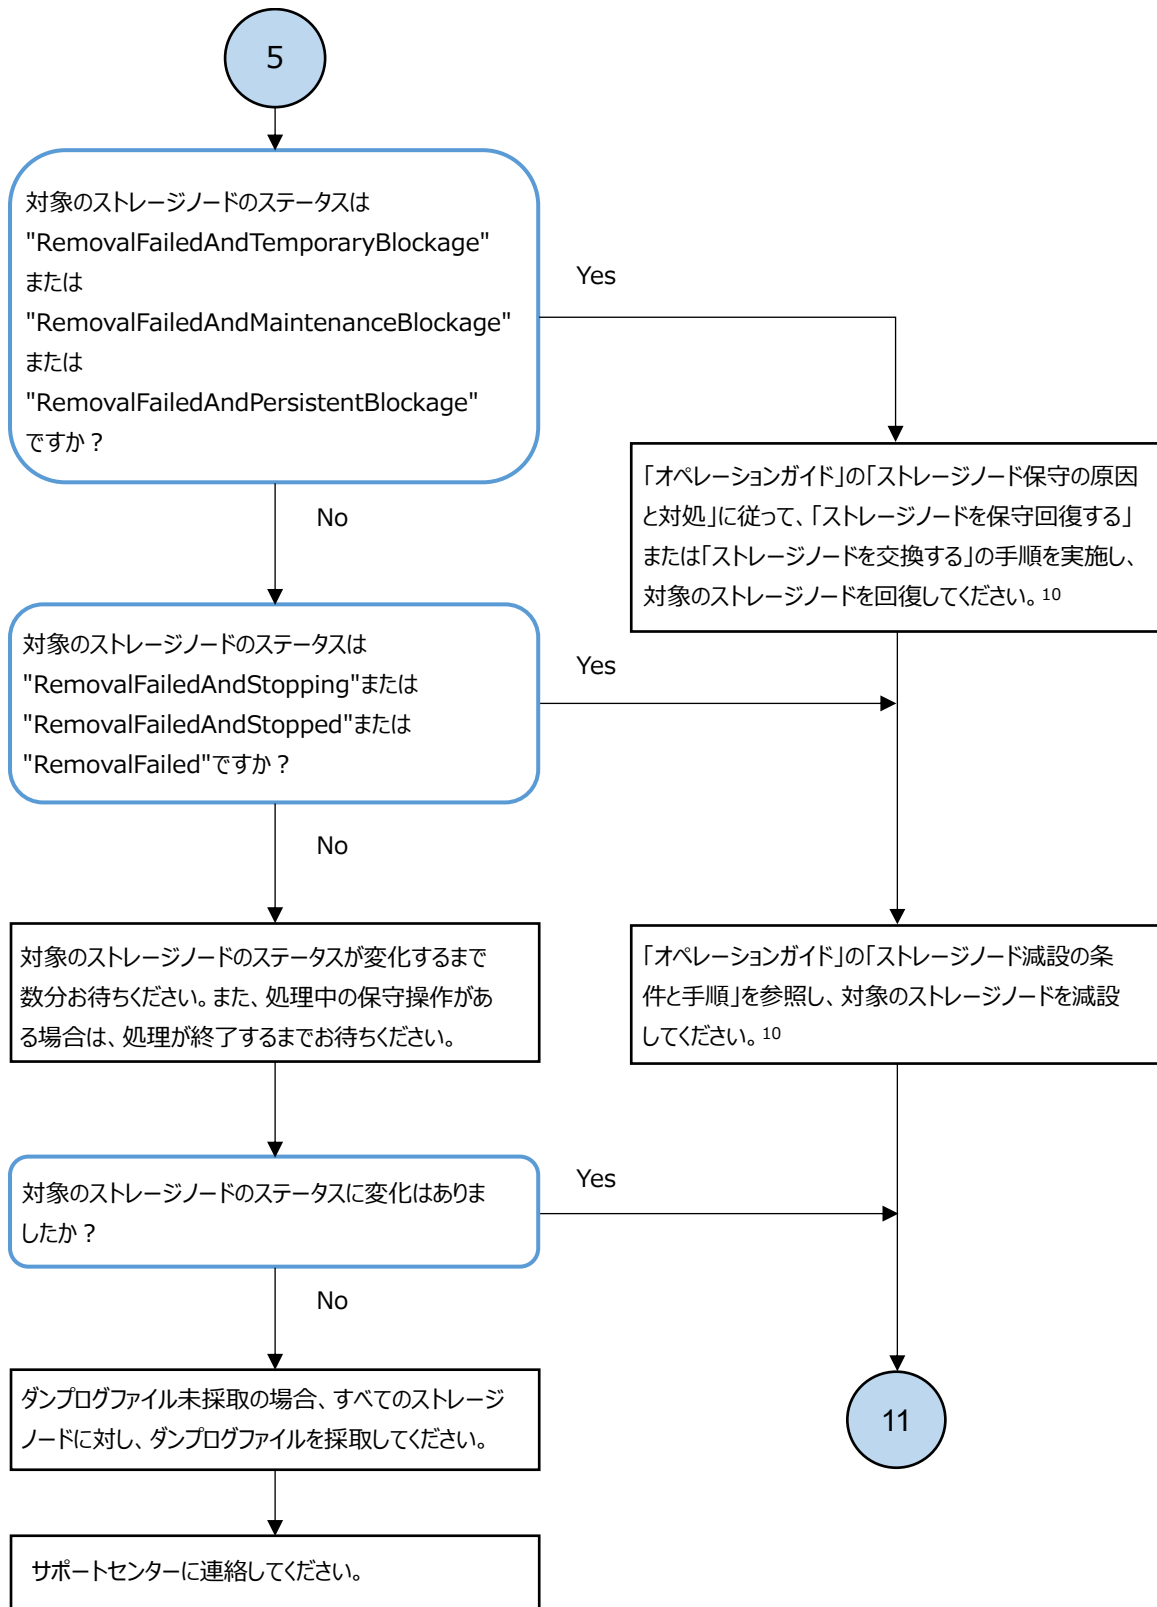 5
対象のストレージノードのステータスは
"RemovalFailedAndTemporaryBlockage"
または
"RemovalFailedAndMaintenanceBlockage"
または
"RemovalFailedAndPersistentBlockage"
ですか？
Yes
No
「オペレーションガイド」の「ストレージノード保守の原因
と対処」に従って、「ストレージノードを保守回復する」
または「ストレージノードを交換する」の手順を実施し、
対象のストレージノードを回復してください。10
対象のストレージノードのステータスは
"RemovalFailedAndStopping"または
"RemovalFailedAndStopped"または
"RemovalFailed"ですか？
Yes
No
対象のストレージノードのステータスが変化するまで
数分お待ちください。また、処理中の保守操作があ
る場合は、処理が終了するまでお待ちください。
「オペレーションガイド」の「ストレージノード減設の条
件と手順」を参照し、対象のストレージノードを減設
してください。10
対象のストレージノードのステータスに変化はありま
したか？
Yes
No
ダンプログファイル未採取の場合、すべてのストレージ
ノードに対し、ダンプログファイルを採取してください。
11
サポートセンターに連絡してください。